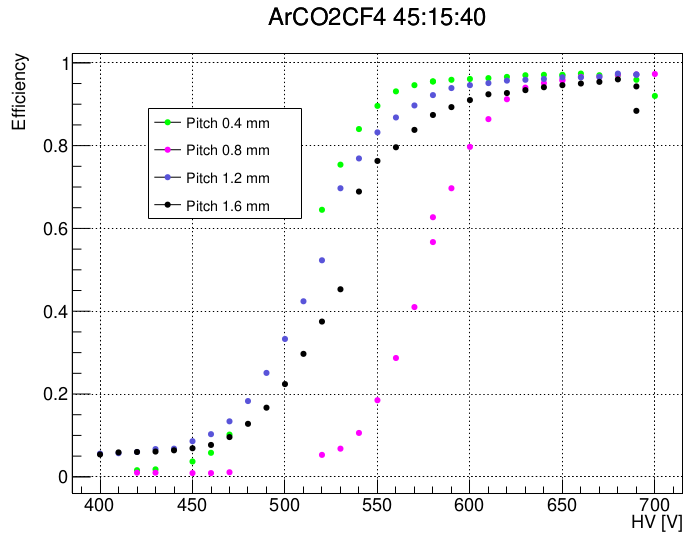 ArCO2CF4 45:15:40
Efficiency
1
0.8
0.6
0.4
0.2
0
Pitch 0.4 mm
Pitch 0.8 mm
Pitch 1.2 mm
Pitch 1.6 mm
400 450 500 550 600 650 700
HV [V]